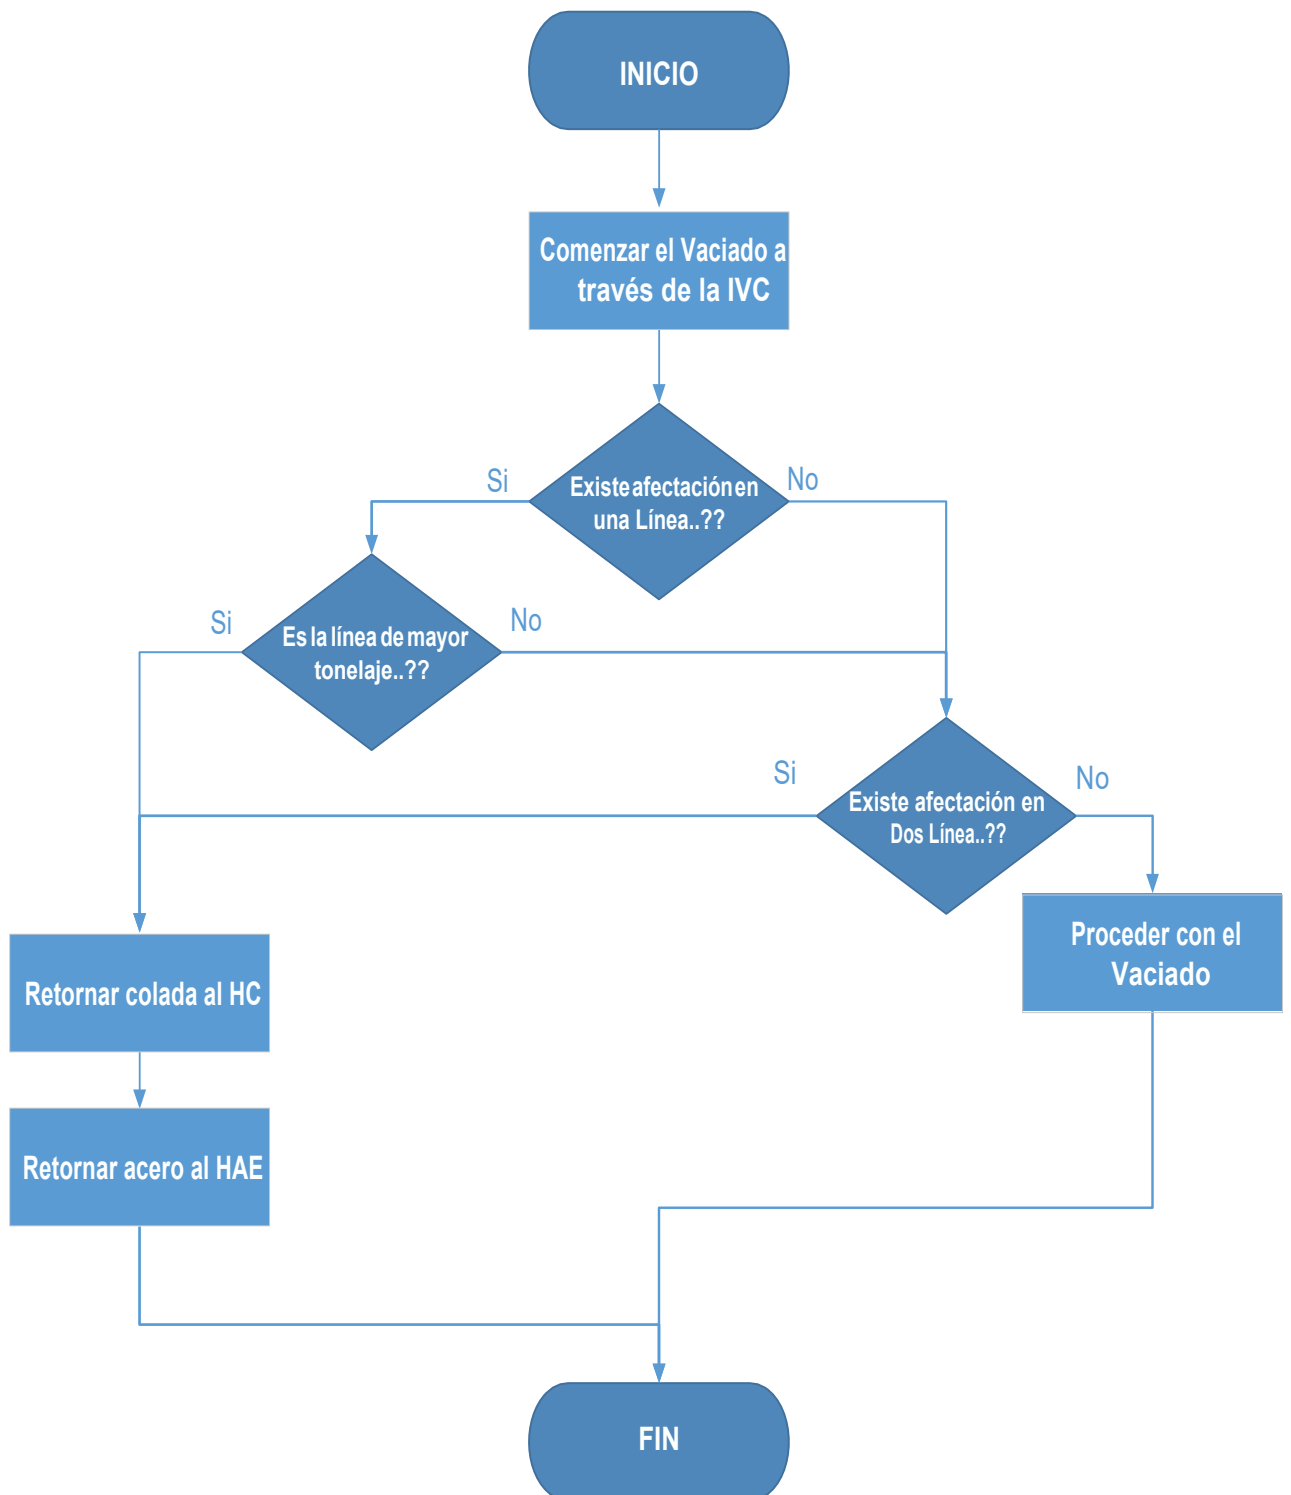 INICIO
Comenzar el Vaciado a
través de la IVC
Si
No
Existe afectación en
una Línea..??
Si
No
Es la línea de mayor
tonelaje..??
Si
No
Existe afectación en
Dos Línea..??
Proceder con el
Vaciado
Retornar colada al HC
Retornar acero al HAE
FIN